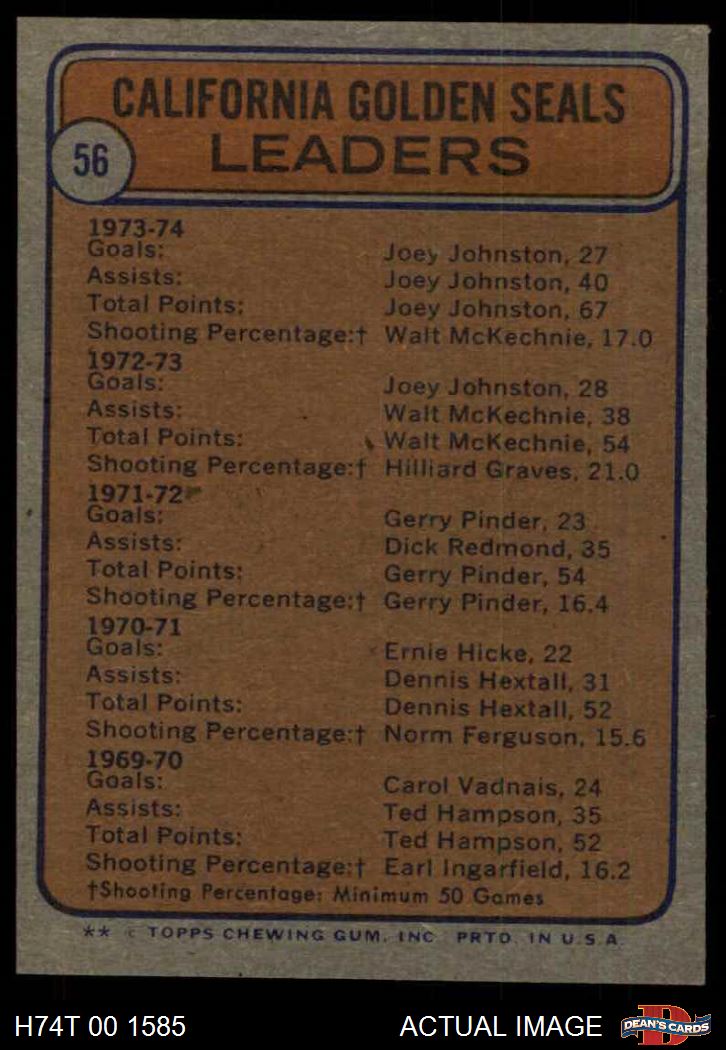 CALIFORNIA GOLDEN SEALS
LEADERS
56
1973-74
Goals: Joey Johnston, 27
Assists: Joey Johnston, 40
Total Points: Joey Johnston, 67
Shooting Percentage:† Walt McKechnie, 17.0
1972-73
Goals: Joey Johnston, 28
Assists: Walt McKechnie, 38
Total Points: Walt McKechnie, 54
Shooting Percentage:† Hilliard Graves, 21.0
1971-72
Goals: Gerry Pinder, 23
Assists: Dick Redmond, 35
Total Points: Gerry Pinder, 54
Shooting Percentage:† Gerry Pinder, 16.4
1970-71
Goals: Ernie Hicke, 22
Assists: Dennis Hextall, 31
Total Points: Dennis Hextall, 52
Shooting Percentage:† Norm Ferguson, 15.6
1969-70
Goals: Carol Vadnais, 24
Assists: Ted Hampson, 35
Total Points: Ted Hampson, 52
Shooting Percentage:† Earl Ingarfield, 16.2
†Shooting Percentage: Minimum 50 Games
** © TOPPS CHEWING GUM, INC. PRTD. IN U.S.A.
H74T 00 1585 ACTUAL IMAGE
D
DEAN'S CARDS